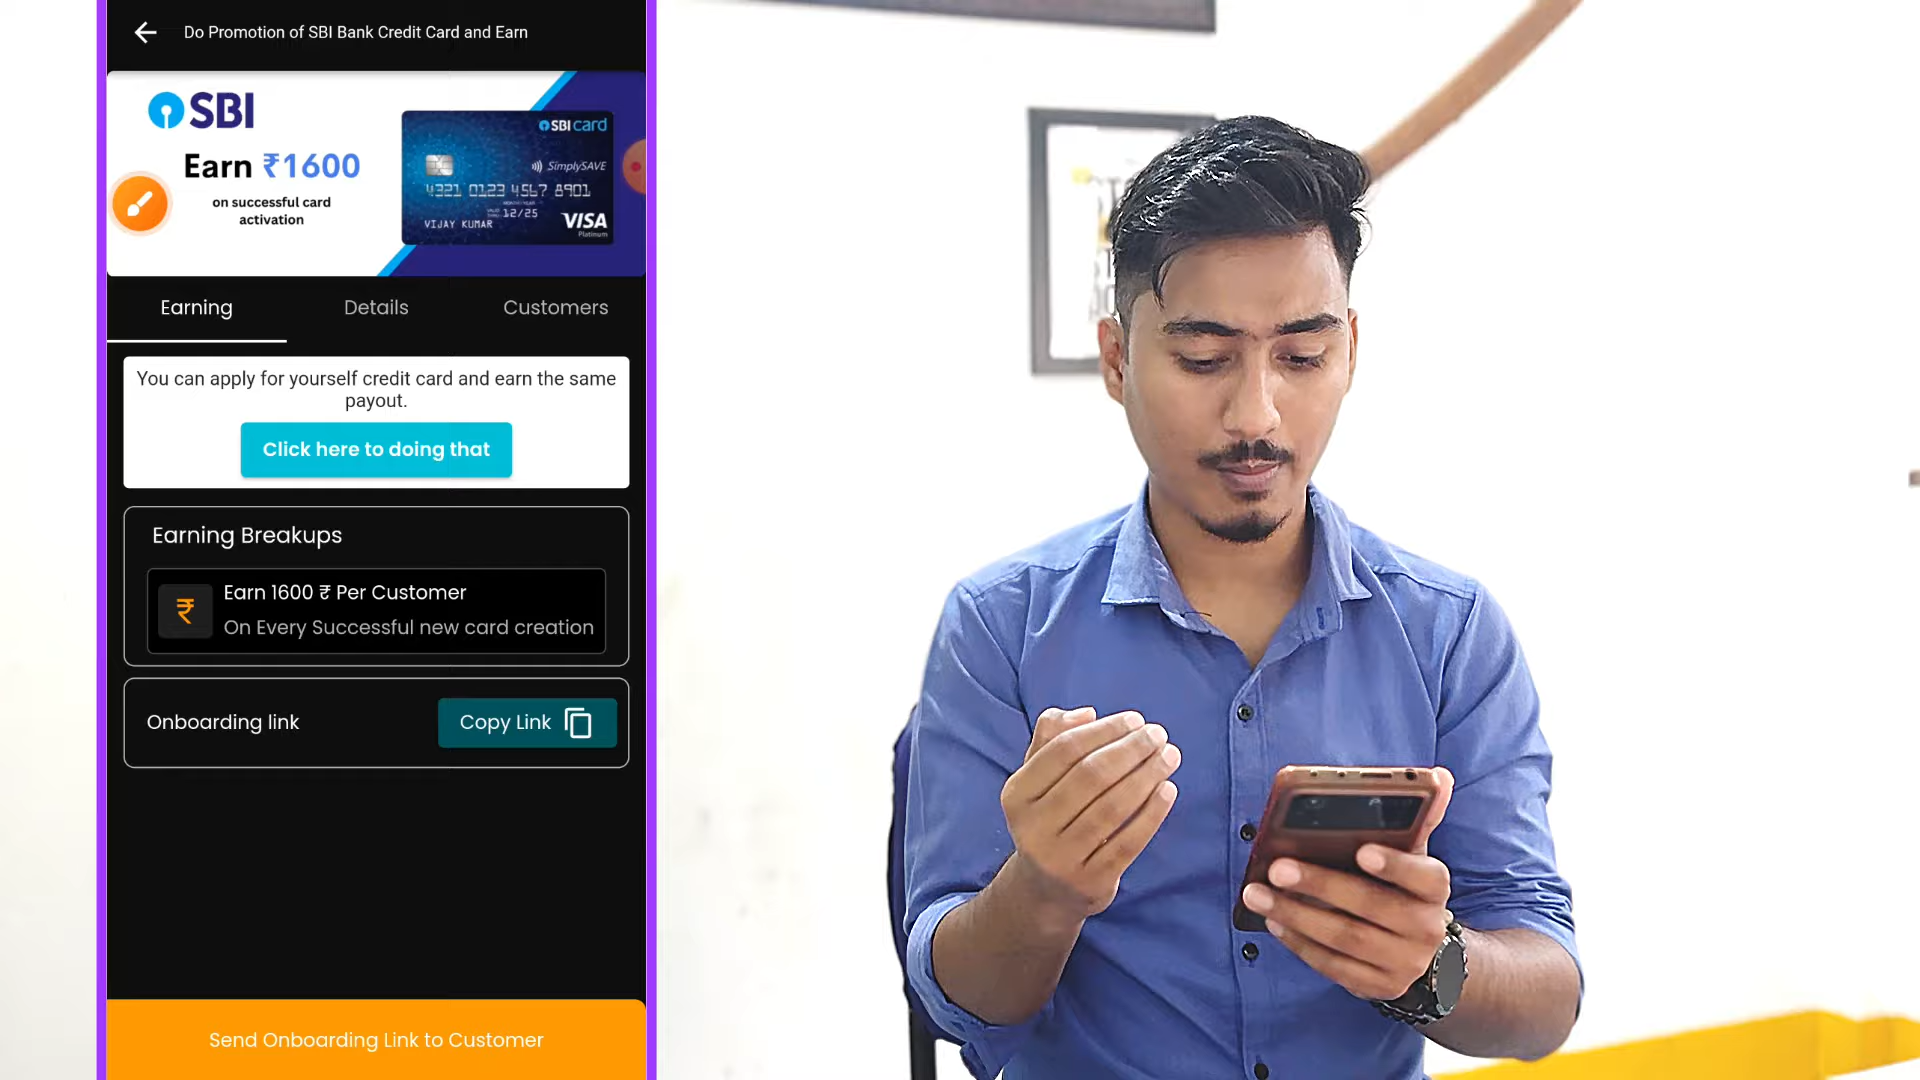 Do Promotion of SBI Bank Credit Card and Earn
SBI
Earn ₹1600
on successful card
activation
SBI card
SimplySAVE
4321 0123 4567 8901
12/25
VIJAY KUMAR
VISA
Platinum
Earning
Details
Customers
You can apply for yourself credit card and earn the same
payout.
Click here to doing that
Earning Breakups
₹
Earn 1600 ₹ Per Customer
On Every Successful new card creation
Onboarding link
Copy Link
Send Onboarding Link to Customer